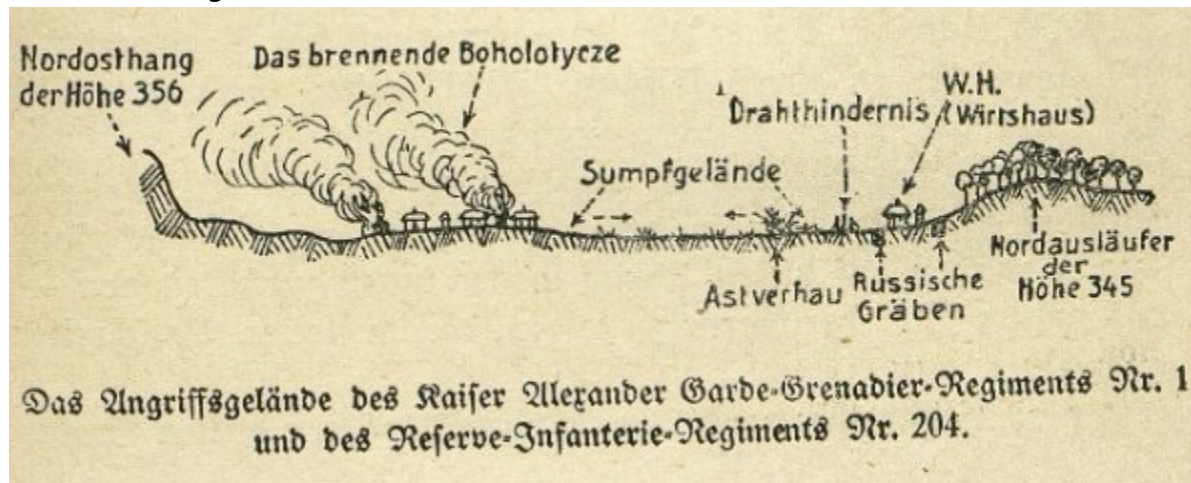 Nordosthang
der Höhe 356
Das brennende Boholotycze
Sumpfgelände
Drahthindernis
W.H.
(Wirtshaus)
Astverhau
Russische
Gräben
Nordausläufer
der
Höhe 345
Das Angriffsgelände des Kaiser Alexander Garde-Grenadier-Regiments Nr. 1
und des Reserve-Infanterie-Regiments Nr. 204.